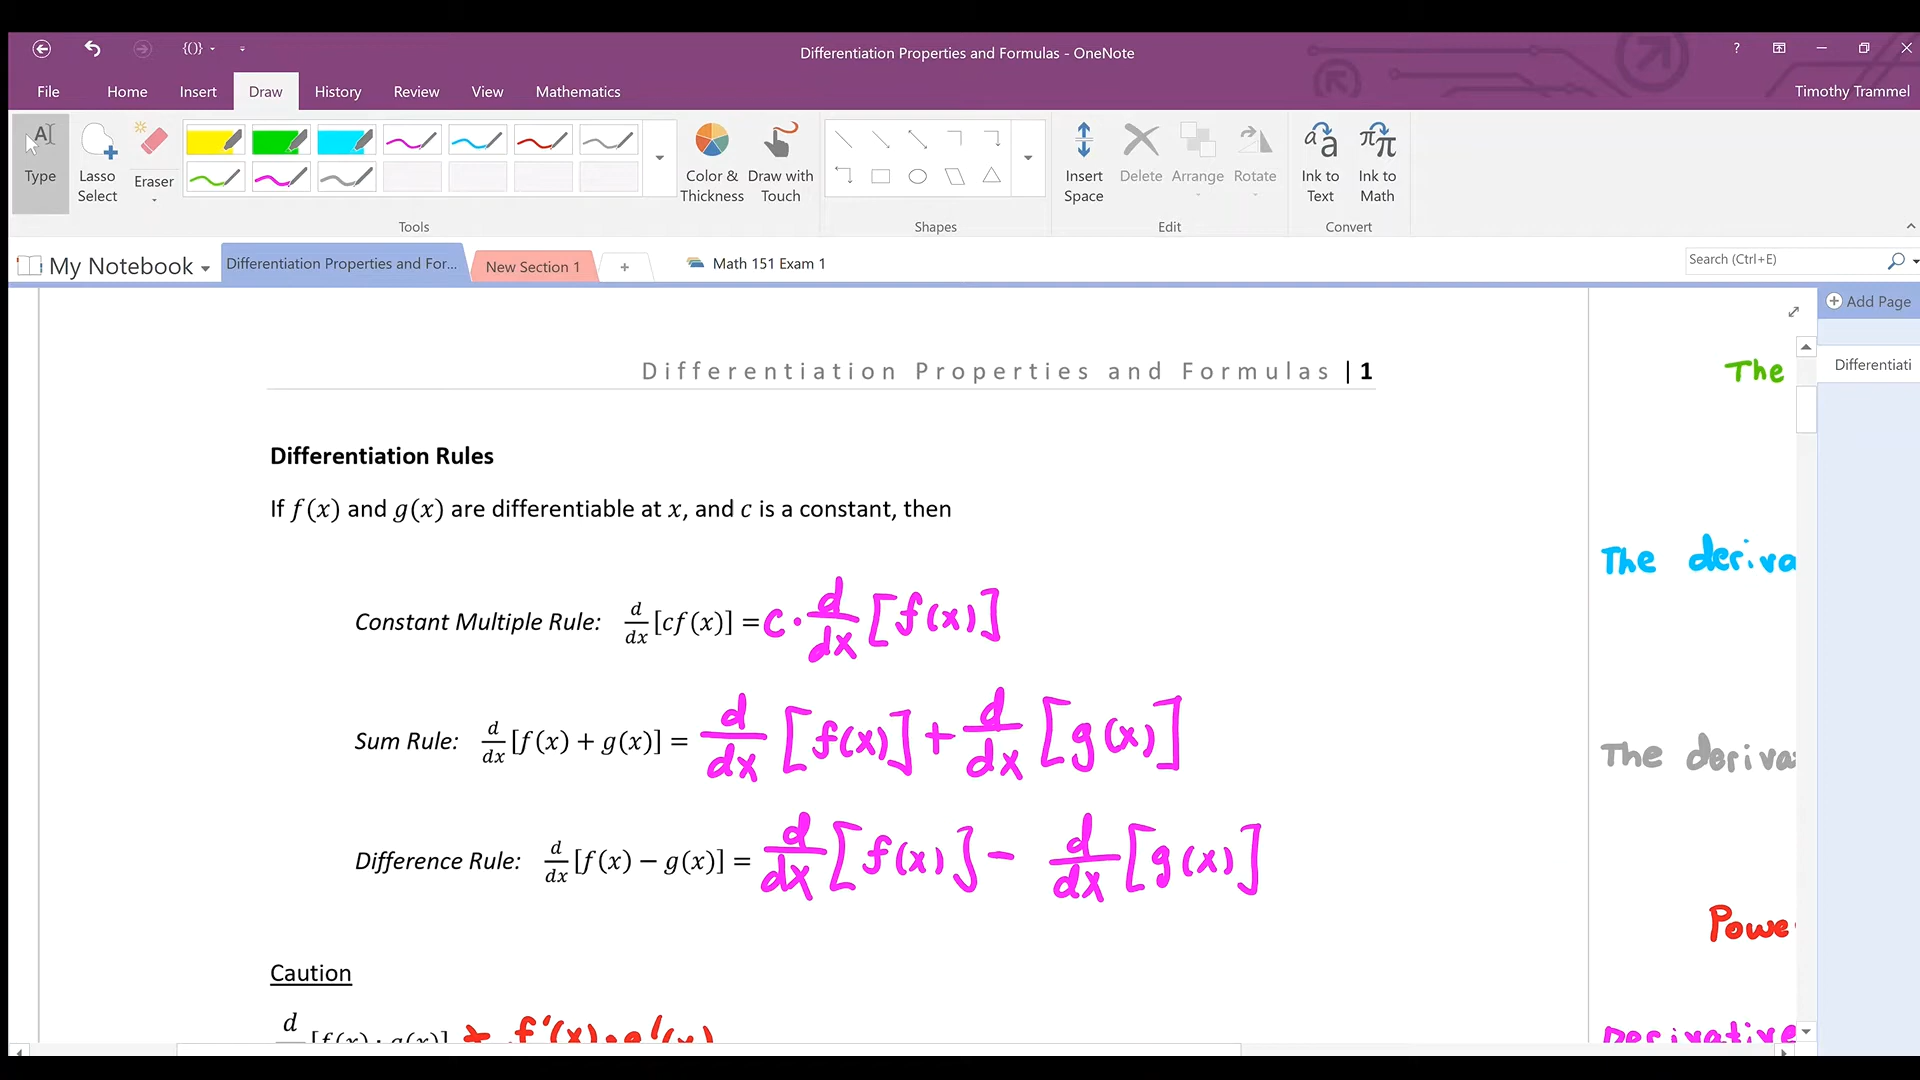 {()}
Differentiation Properties and Formulas - OneNote
?
File Home Insert Draw History Review View Mathematics
Timothy Trammel
Type
Lasso Select
Eraser
Color & Thickness
Draw with Touch
Insert Space
Delete
Arrange
Rotate
Ink to Text
Ink to Math
Tools
Shapes
Edit
Convert
My Notebook
Differentiation Properties and For...
New Section 1
+
Math 151 Exam 1
Search (Ctrl+E)
Add Page
Differentiati
Differentiation Properties and Formulas | 1
The
Differentiation Rules
If f(x) and g(x) are differentiable at x, and c is a constant, then
The deriva
Constant Multiple Rule: d/dx [cf(x)] = c · d/dx [f(x)]
Sum Rule: d/dx [f(x) + g(x)] = d/dx [f(x)] + d/dx [g(x)]
The deriva
Difference Rule: d/dx [f(x) − g(x)] = d/dx [f(x)] − d/dx [g(x)]
Powe
Caution
d [f(x) · g(x)] ≠ f'(x) · g'(x)
Derivative